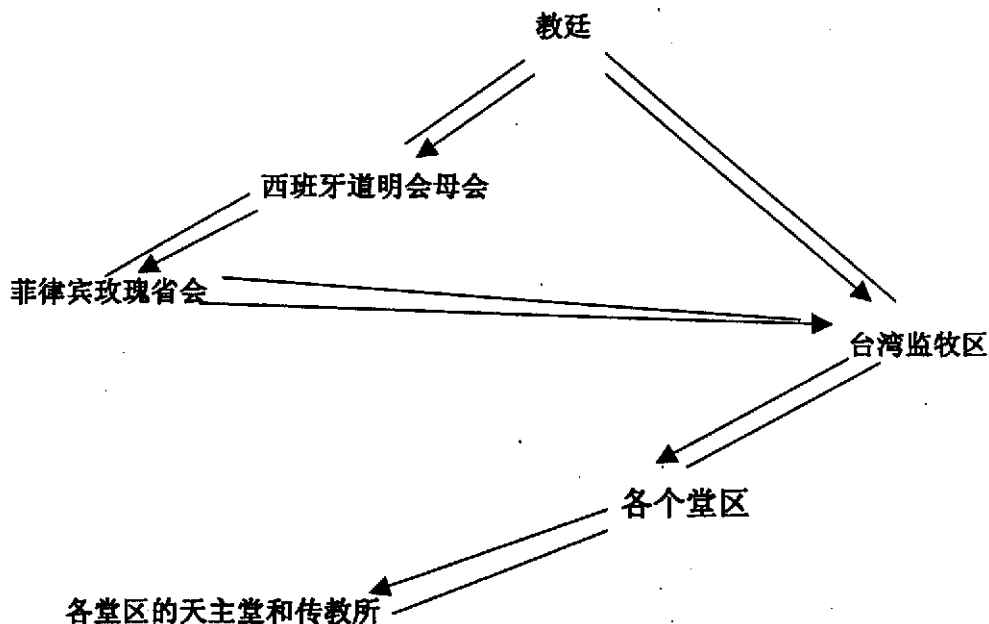 教廷
西班牙道明会母会
菲律宾玫瑰省会
台湾监牧区
各个堂区
各堂区的天主堂和传教所